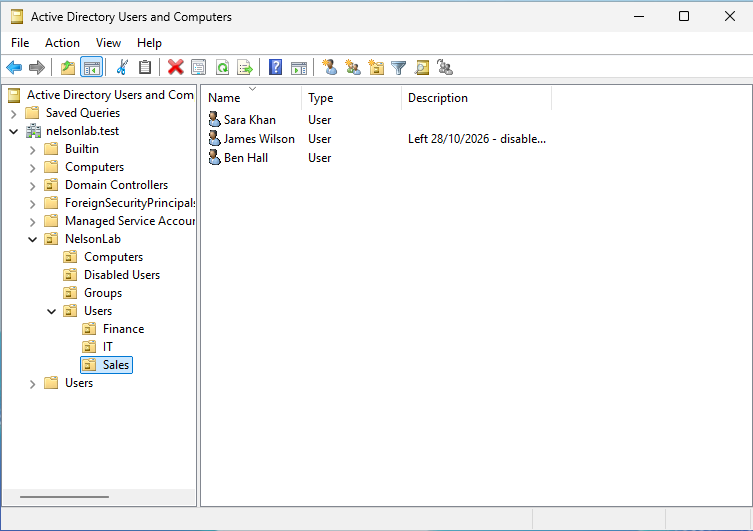 Active Directory Users and Computers
File Action View Help
Active Directory Users and Com
Saved Queries
nelsonlab.test
Builtin
Computers
Domain Controllers
ForeignSecurityPrincipals
Managed Service Accour
NelsonLab
Computers
Disabled Users
Groups
Users
Finance
IT
Sales
Users
Name Type Description
Sara Khan User
James Wilson User Left 28/10/2026 - disable...
Ben Hall User